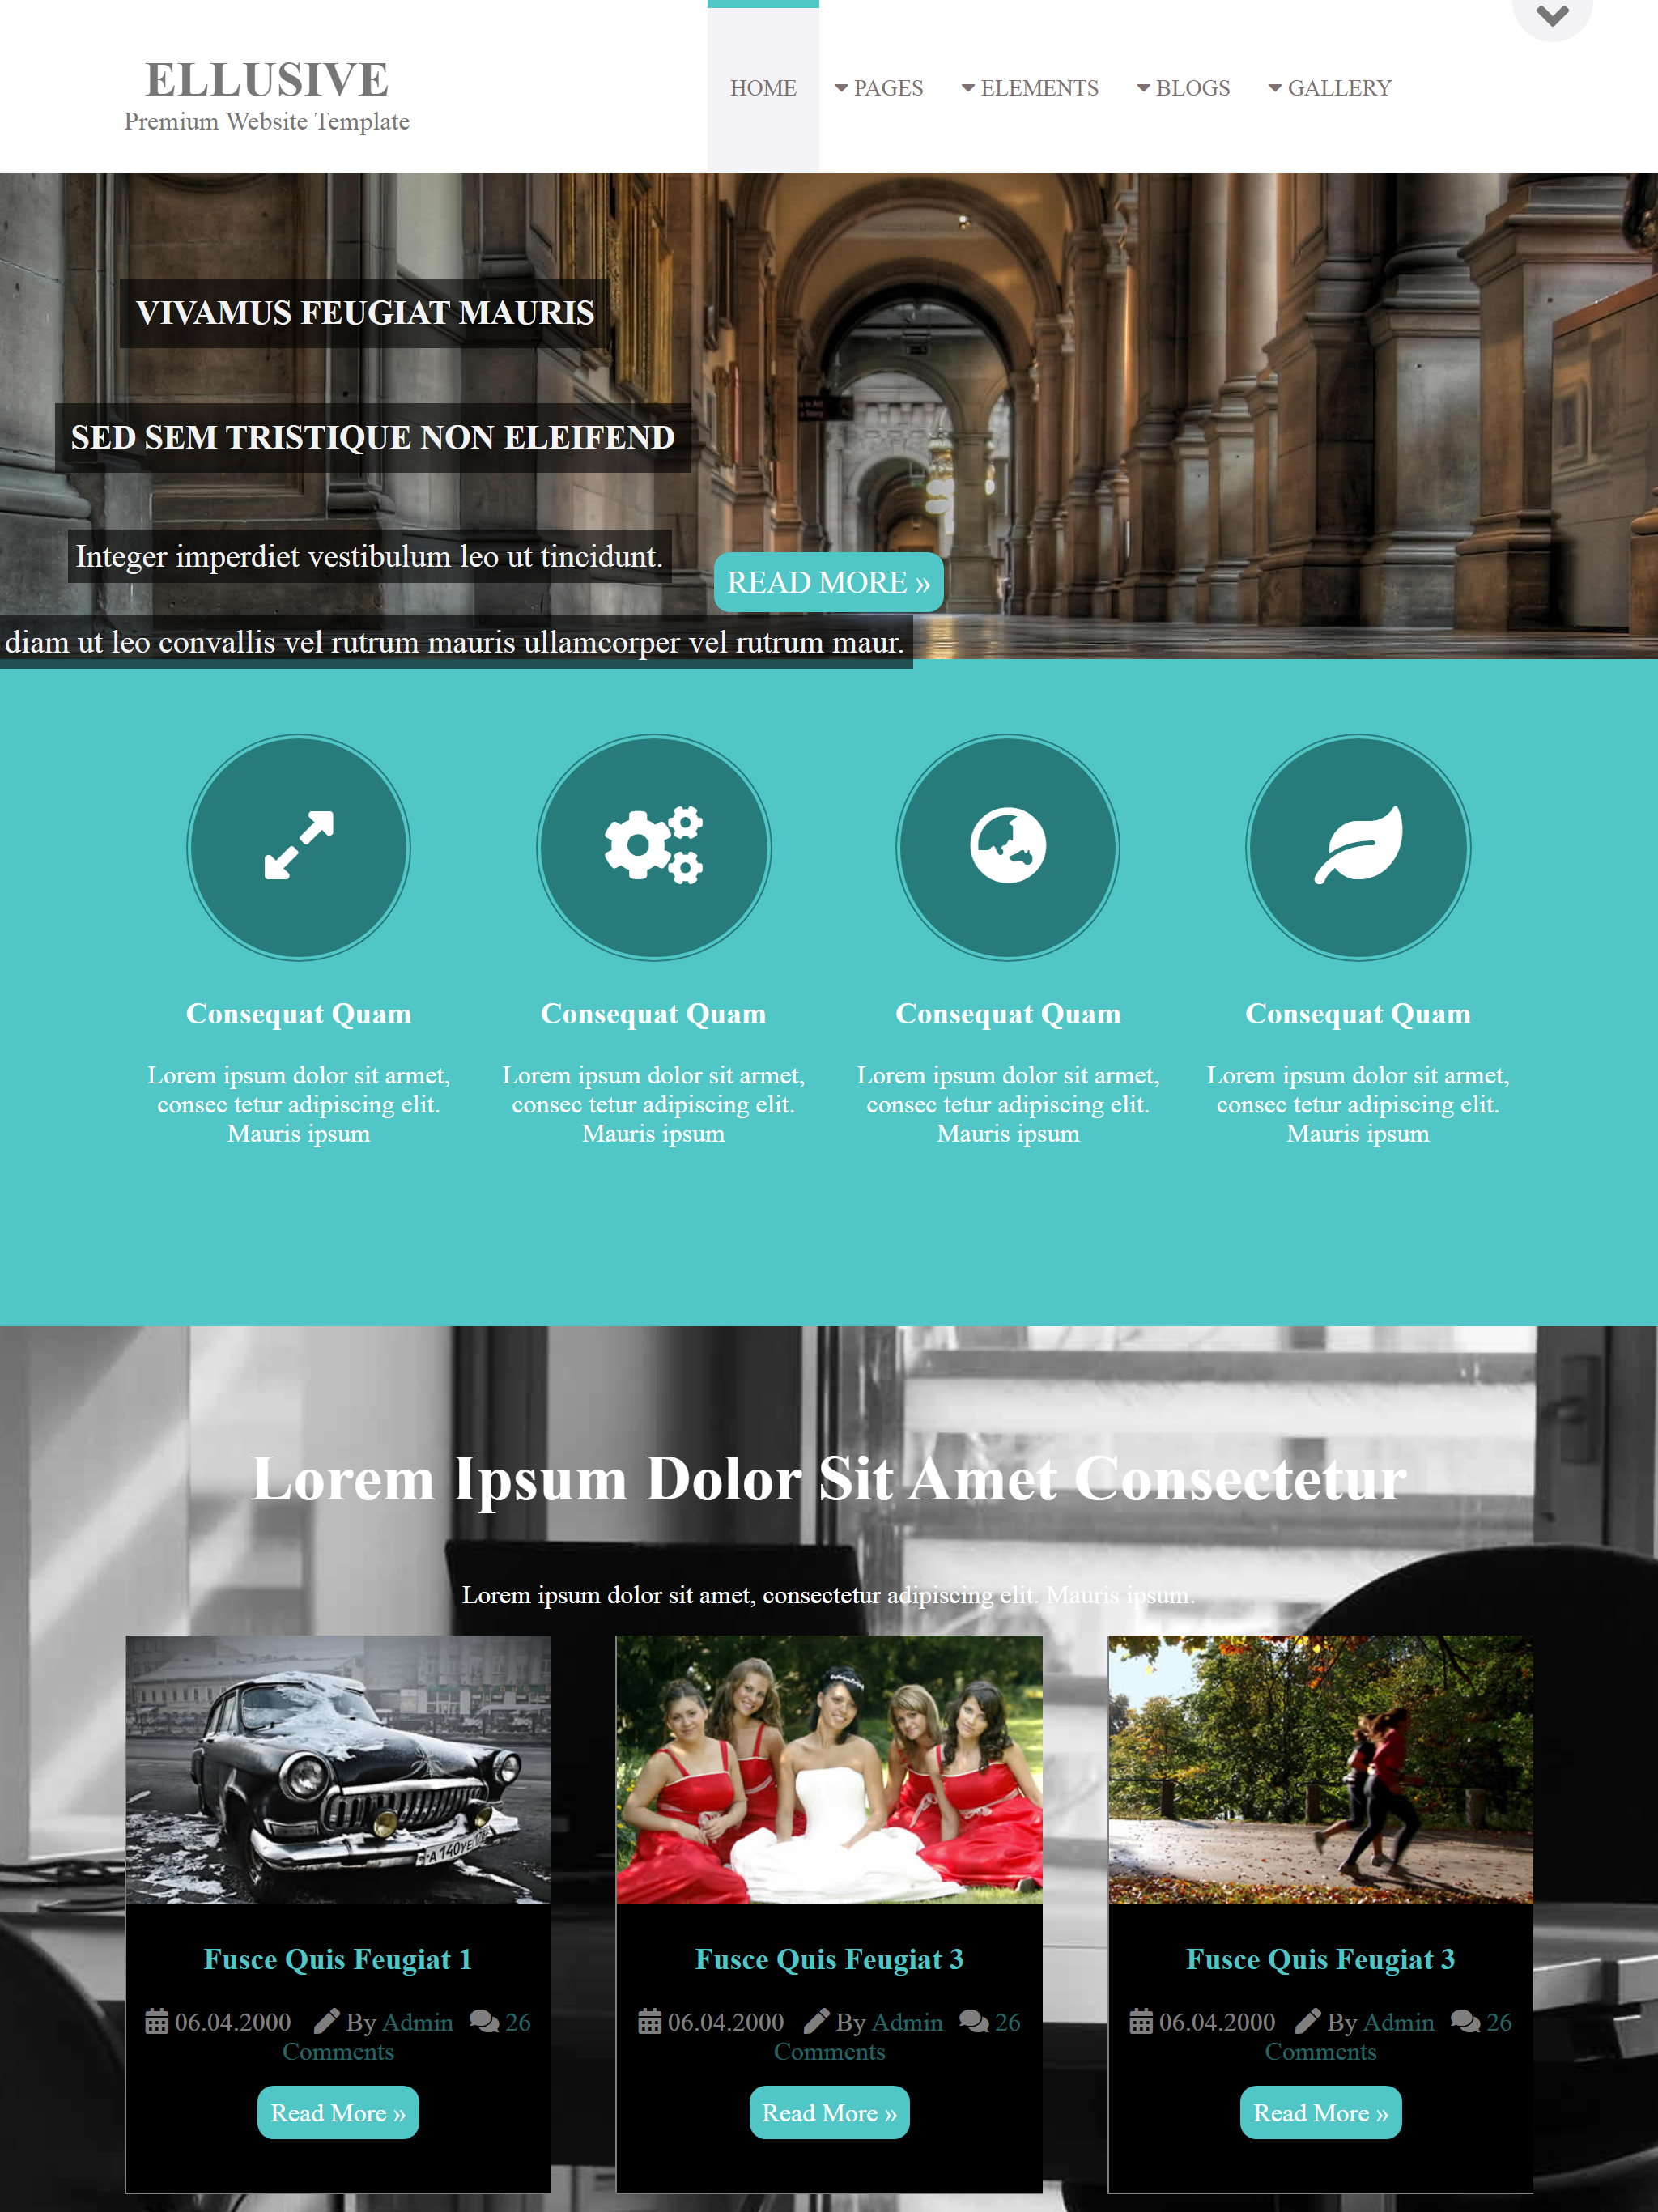 ELLUSIVE
Premium Website Template
HOME
PAGES
ELEMENTS
BLOGS
GALLERY
VIVAMUS FEUGIAT MAURIS
SED SEM TRISTIQUE NON ELEIFEND
Integer imperdiet vestibulum leo ut tincidunt.
READ MORE »
diam ut leo convallis vel rutrum mauris ullamcorper vel rutrum maur.
Consequat Quam
Lorem ipsum dolor sit armet,
consec tetur adipiscing elit.
Mauris ipsum
Consequat Quam
Lorem ipsum dolor sit armet,
consec tetur adipiscing elit.
Mauris ipsum
Consequat Quam
Lorem ipsum dolor sit armet,
consec tetur adipiscing elit.
Mauris ipsum
Consequat Quam
Lorem ipsum dolor sit armet,
consec tetur adipiscing elit.
Mauris ipsum
Lorem Ipsum Dolor Sit Amet Consectetur
Lorem ipsum dolor sit amet, consectetur adipiscing elit. Mauris ipsum.
Fusce Quis Feugiat 1
06.04.2000 By Admin 26
Comments
Read More »
Fusce Quis Feugiat 3
06.04.2000 By Admin 26
Comments
Read More »
Fusce Quis Feugiat 3
06.04.2000 By Admin 26
Comments
Read More »